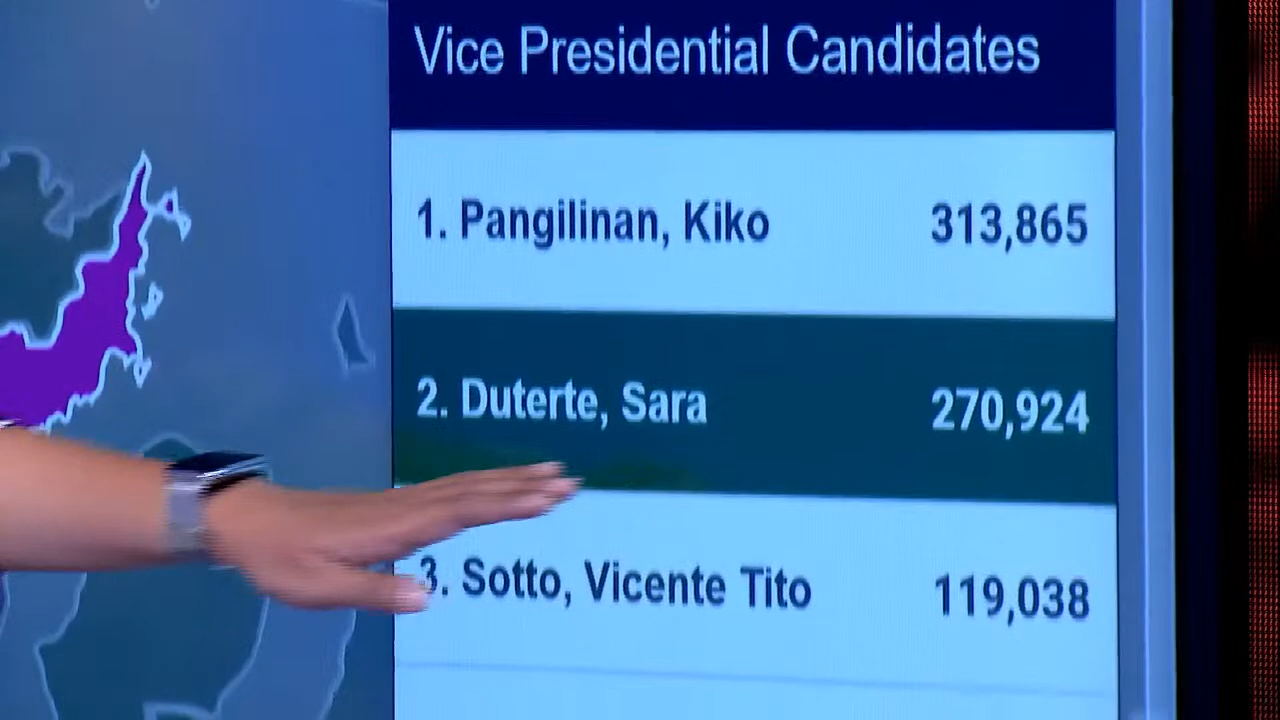 Vice Presidential Candidates
1. Pangilinan, Kiko 313,865
2. Duterte, Sara 270,924
3. Sotto, Vicente Tito 119,038